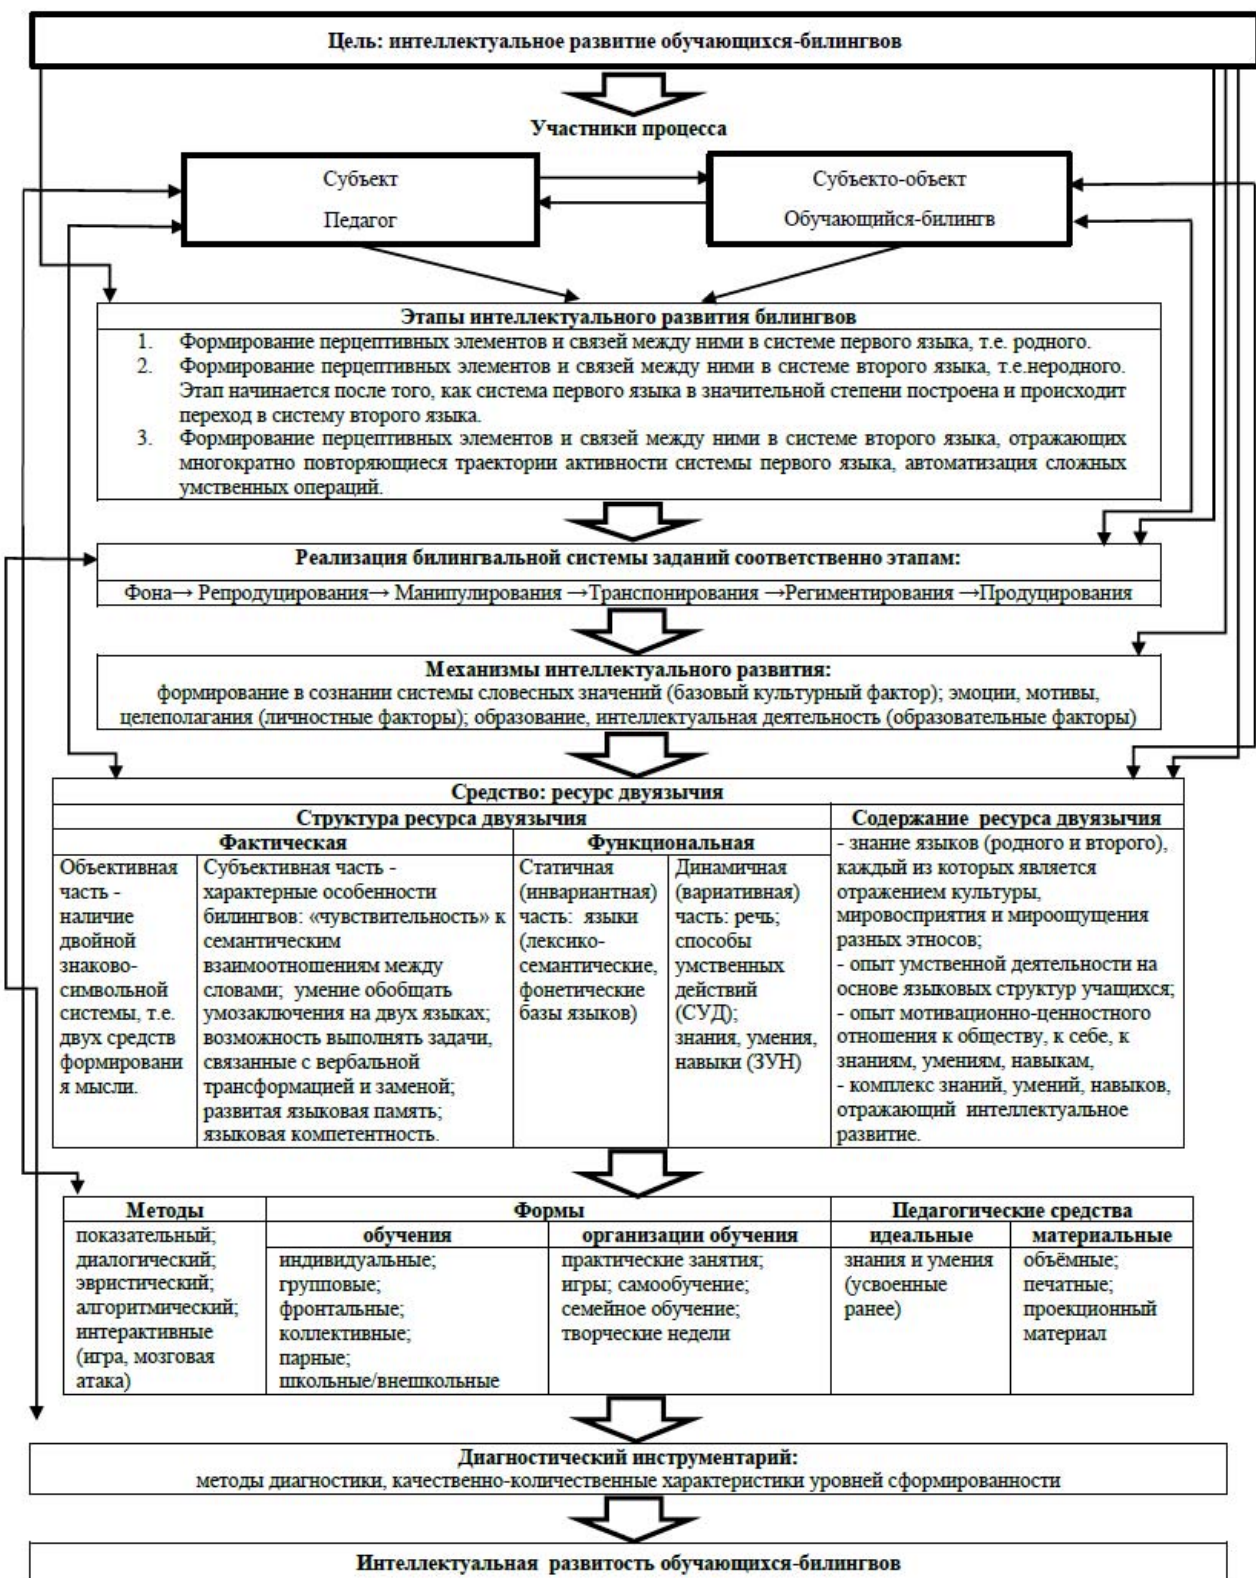 Цель: интеллектуальное развитие обучающихся-билингвов
Участники процесса
Субъект
Педагог
Субъекто-объект
Обучающийся-билингв
Этапы интеллектуального развития билингвов
1. Формирование перцептивных элементов и связей между ними в системе первого языка, т.е. родного.
2. Формирование перцептивных элементов и связей между ними в системе второго языка, т.е.неродного.
Этап начинается после того, как система первого языка в значительной степени построена и происходит
переход в систему второго языка.
3. Формирование перцептивных элементов и связей между ними в системе второго языка, отражающих
многократно повторяющиеся траектории активности системы первого языка, автоматизация сложных
умственных операций.
Реализация билингвальной системы заданий соответственно этапам:
Фона→ Репродуцирования→ Манипулирования →Транспонирования →Региментирования →Продуцирования
Механизмы интеллектуального развития:
формирование в сознании системы словесных значений (базовый культурный фактор); эмоции, мотивы,
целеполагания (личностные факторы); образование, интеллектуальная деятельность (образовательные факторы)
Средство: ресурс двуязычия
Структура ресурса двуязычия
Фактическая
Объективная
часть -
наличие
двойной
знаково-
символьной
системы, т.е.
двух средств
формировани
я мысли.
Субъективная часть -
характерные особенности
билингвов: «чувствительность» к
семантическим
взаимоотношениям между
словами; умение обобщать
умозаключения на двух языках;
возможность выполнять задачи,
связанные с вербальной
трансформацией и заменой;
развитая языковая память;
языковая компетентность.
Функциональная
Статичная
(инвариантная)
часть: языки
(лексико-
семантические,
фонетические
базы языков)
Динамичная
(вариативная)
часть: речь;
способы
умственных
действий
(СУД);
знания, умения,
навыки (ЗУН)
Содержание ресурса двуязычия
- знание языков (родного и второго),
каждый из которых является
отражением культуры,
мировосприятия и мироощущения
разных этносов;
- опыт умственной деятельности на
основе языковых структур учащихся;
- опыт мотивационно-ценностного
отношения к обществу, к себе, к
знаниям, умениям, навыкам,
- комплекс знаний, умений, навыков,
отражающий интеллектуальное
развитие.
Методы
показательный;
диалогический;
эвристический;
алгоритмический;
интерактивные
(игра, мозговая
атака)
Формы
обучения
индивидуальные;
групповые;
фронтальные;
коллективные;
парные;
школьные/внешкольные
организации обучения
практические занятия;
игры; самообучение;
семейное обучение;
творческие недели
Педагогические средства
идеальные
знания и умения
(усвоенные
ранее)
материальные
объёмные;
печатные;
проекционный
материал
Диагностический инструментарий:
методы диагностики, качественно-количественные характеристики уровней сформированности
Интеллектуальная развитость обучающихся-билингвов